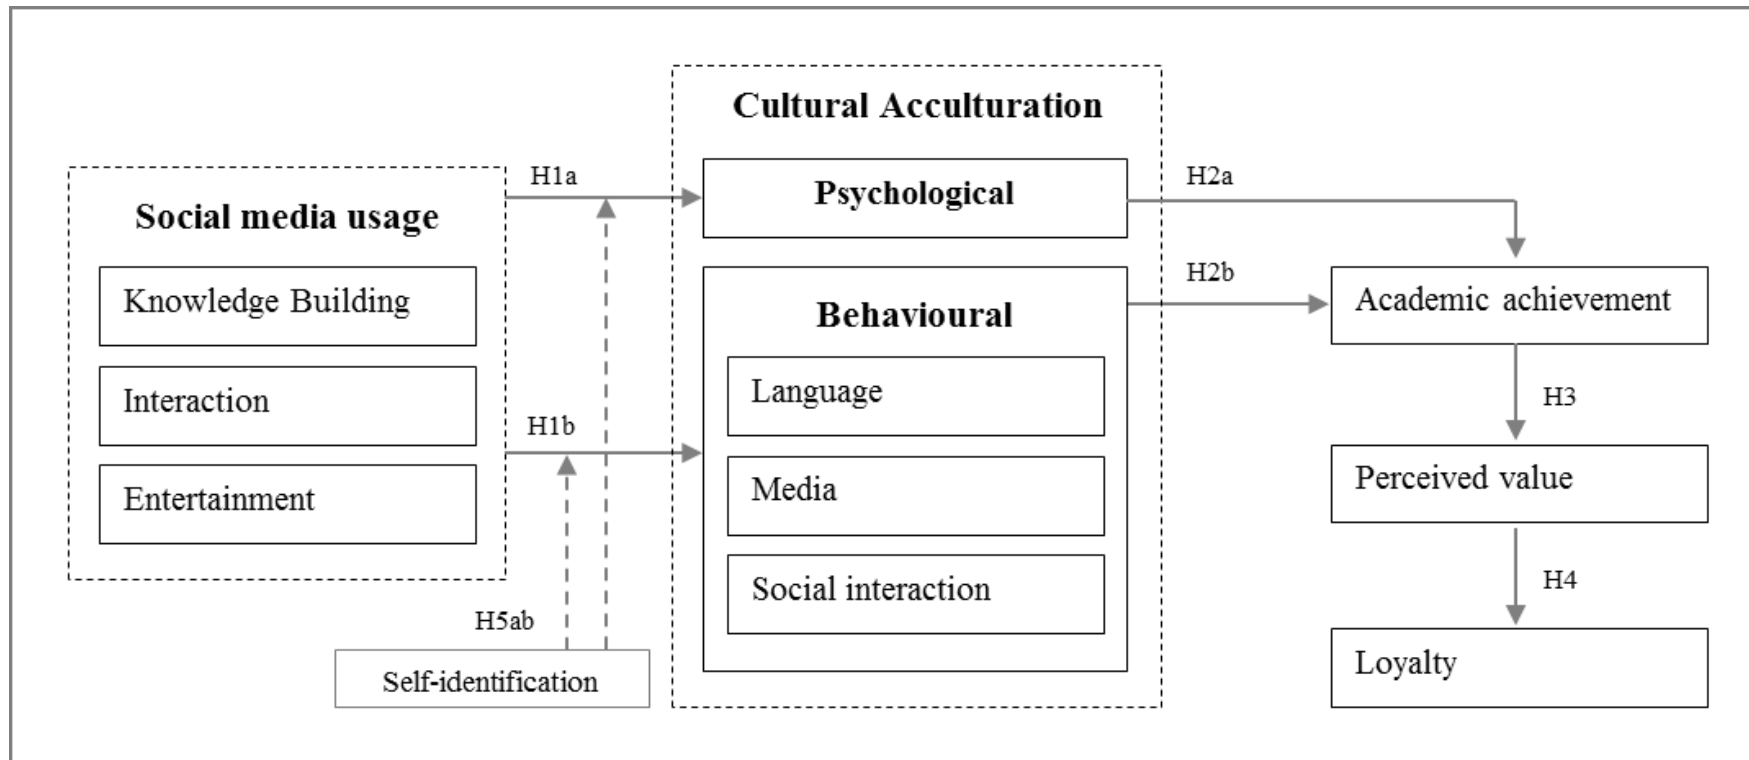 Social media usage
Knowledge Building
Interaction
Entertainment
H1a
H1b
H5ab
Self-identification
Cultural Acculturation
Psychological
Behavioural
Language
Media
Social interaction
H2a
H2b
Academic achievement
H3
Perceived value
H4
Loyalty